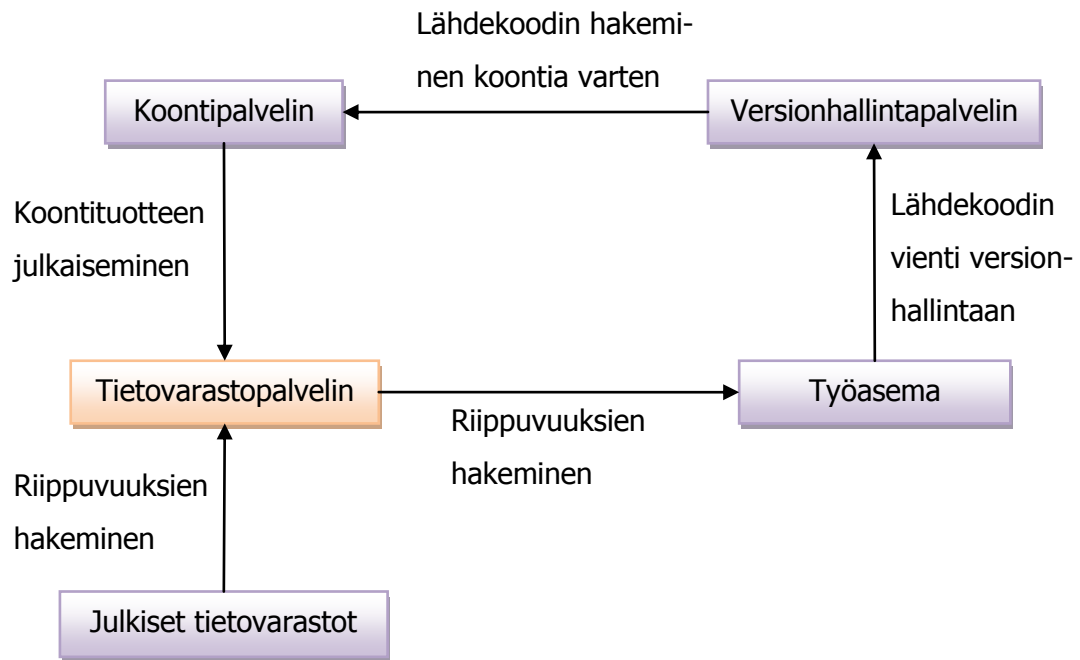 Lähdekoodin hakemi-
nen koontia varten
Koontipalvelin
Versionhallintapalvelin
Koontituotteen
julkaiseminen
Lähdekoodin
vienti version-
hallintaan
Tietovarastopalvelin
Työasema
Riippuvuuksien
hakeminen
Riippuvuuksien
hakeminen
Julkiset tietovarastot